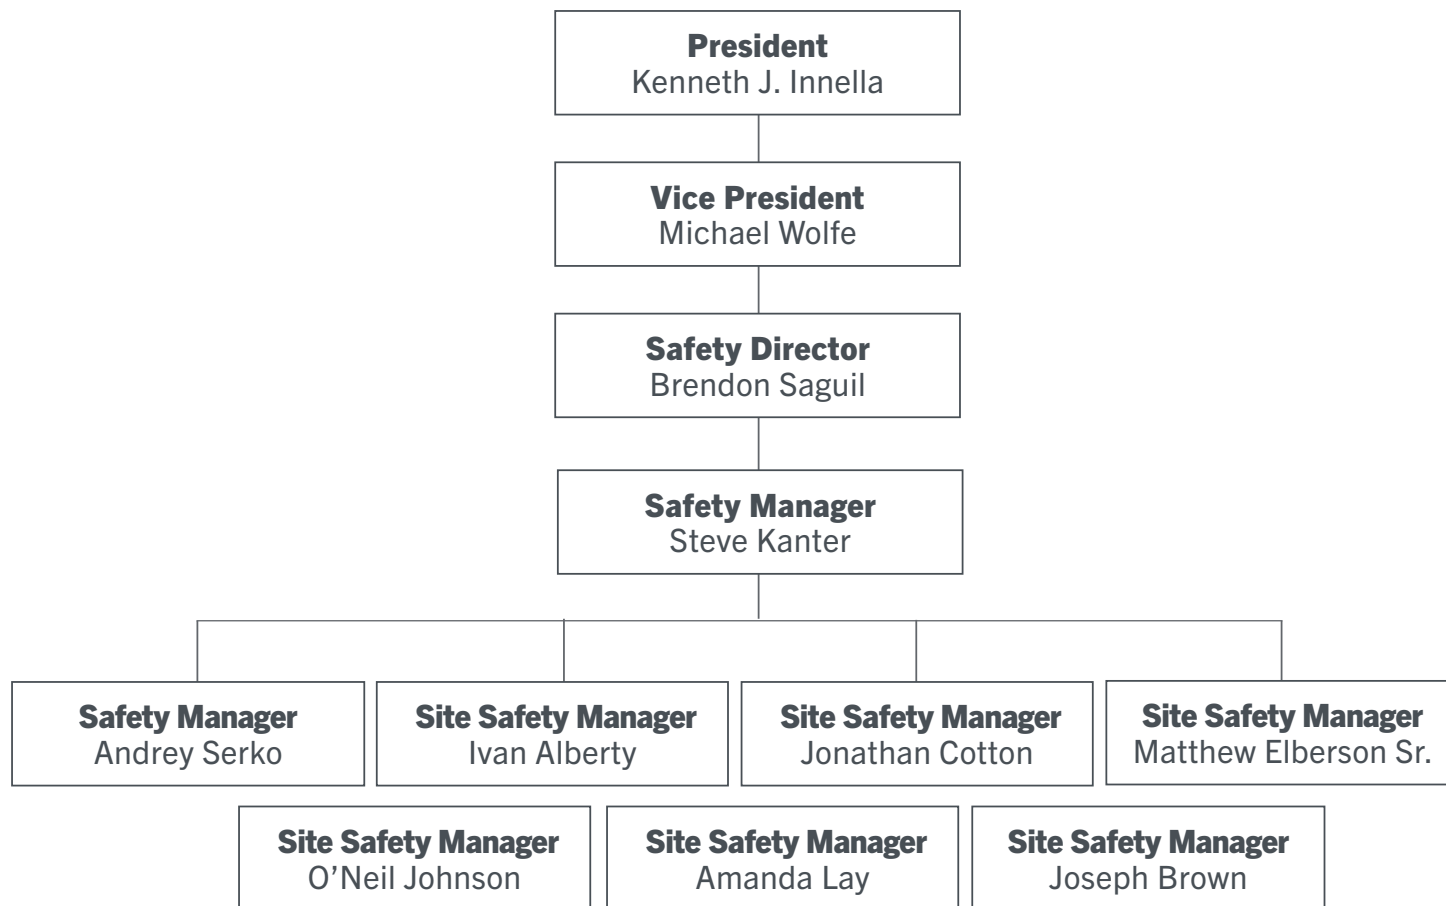 President
Kenneth J. Innella
Vice President
Michael Wolfe
Safety Director
Brendon Saguil
Safety Manager
Steve Kanter
Safety Manager
Andrey Serko
Site Safety Manager
Ivan Alberty
Site Safety Manager
Jonathan Cotton
Site Safety Manager
Matthew Elberson Sr.
Site Safety Manager
O’Neil Johnson
Site Safety Manager
Amanda Lay
Site Safety Manager
Joseph Brown